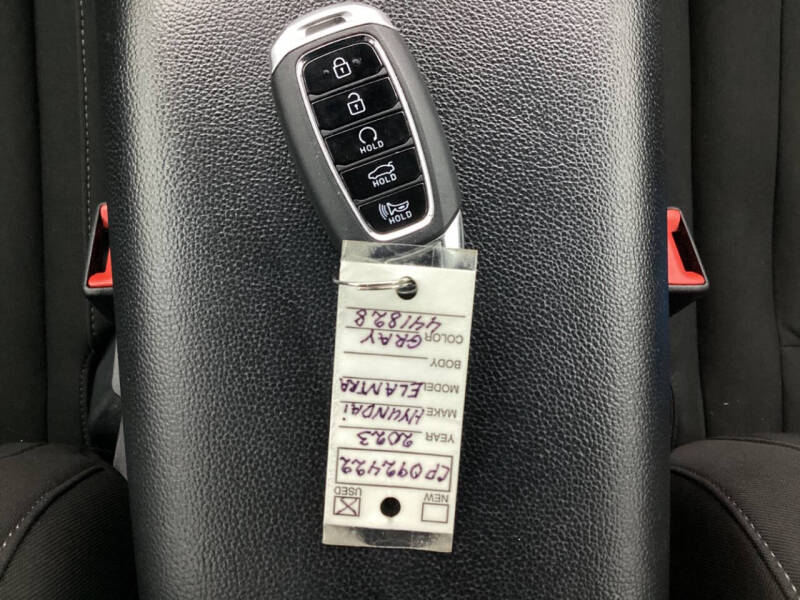 HOLD
HOLD
HOLD
NEW USED
CP092422
YEAR 2023
MAKE HYUNDAI
MODEL ELANTRA
BODY
COLOR GRAY
441828